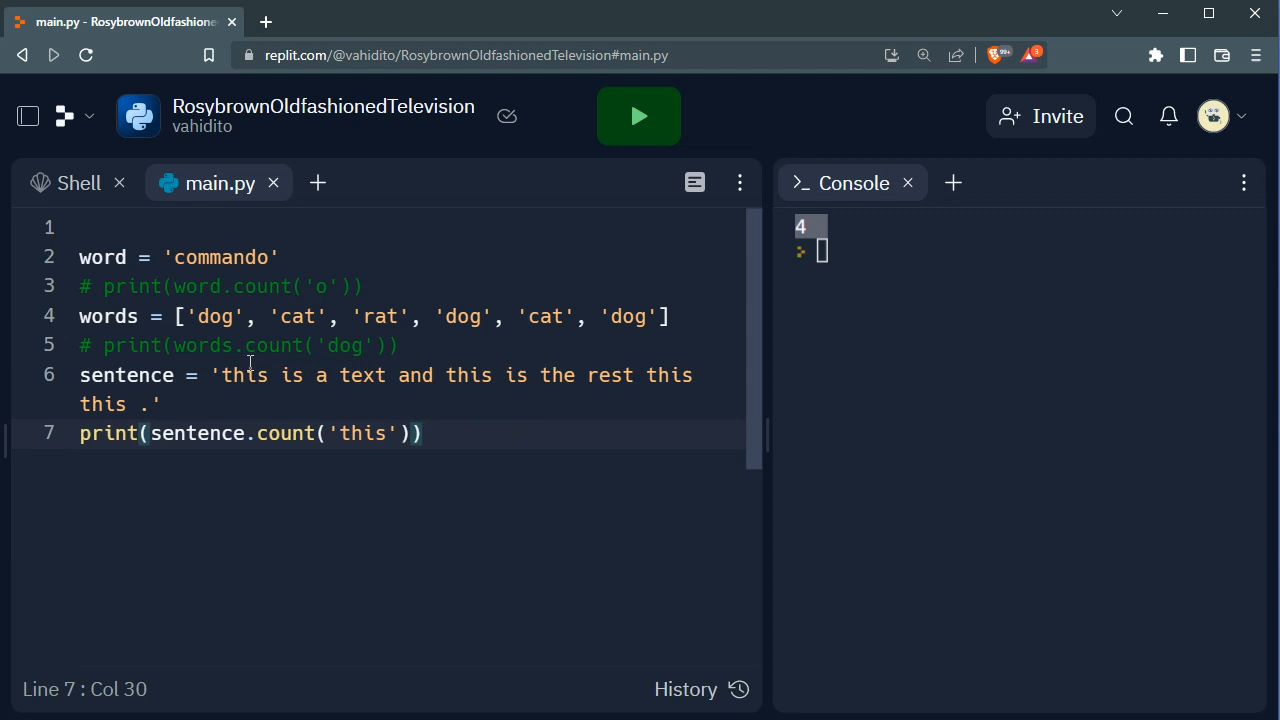 main.py - RosybrownOldfashione
replit.com/@vahidito/RosybrownOldfashionedTelevision#main.py
99+
3
RosybrownOldfashionedTelevision
vahidito
Invite
Shell
main.py
Console
1
2 word = 'commando'
3 # print(word.count('o'))
4 words = ['dog', 'cat', 'rat', 'dog', 'cat', 'dog']
5 # print(words.count('dog'))
6 sentence = 'this is a text and this is the rest this
this .'
7 print(sentence.count('this'))
4
Line 7 : Col 30
History